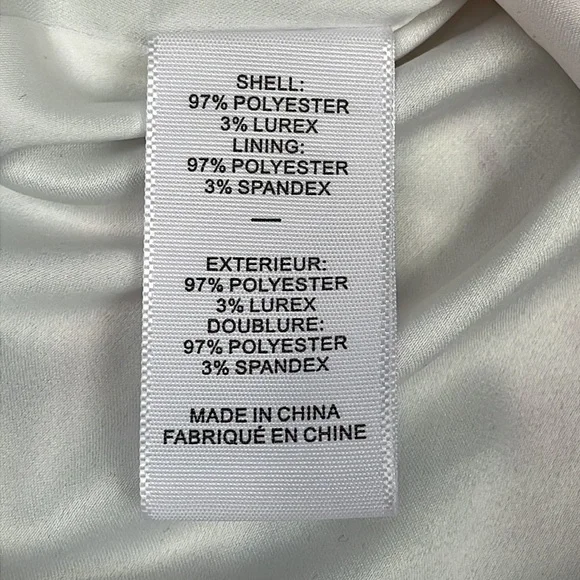 SHELL:
97% POLYESTER
3% LUREX
LINING:
97% POLYESTER
3% SPANDEX
—
EXTERIEUR:
97% POLYESTER
3% LUREX
DOUBLURE:
97% POLYESTER
3% SPANDEX
MADE IN CHINA
FABRIQUÉ EN CHINE